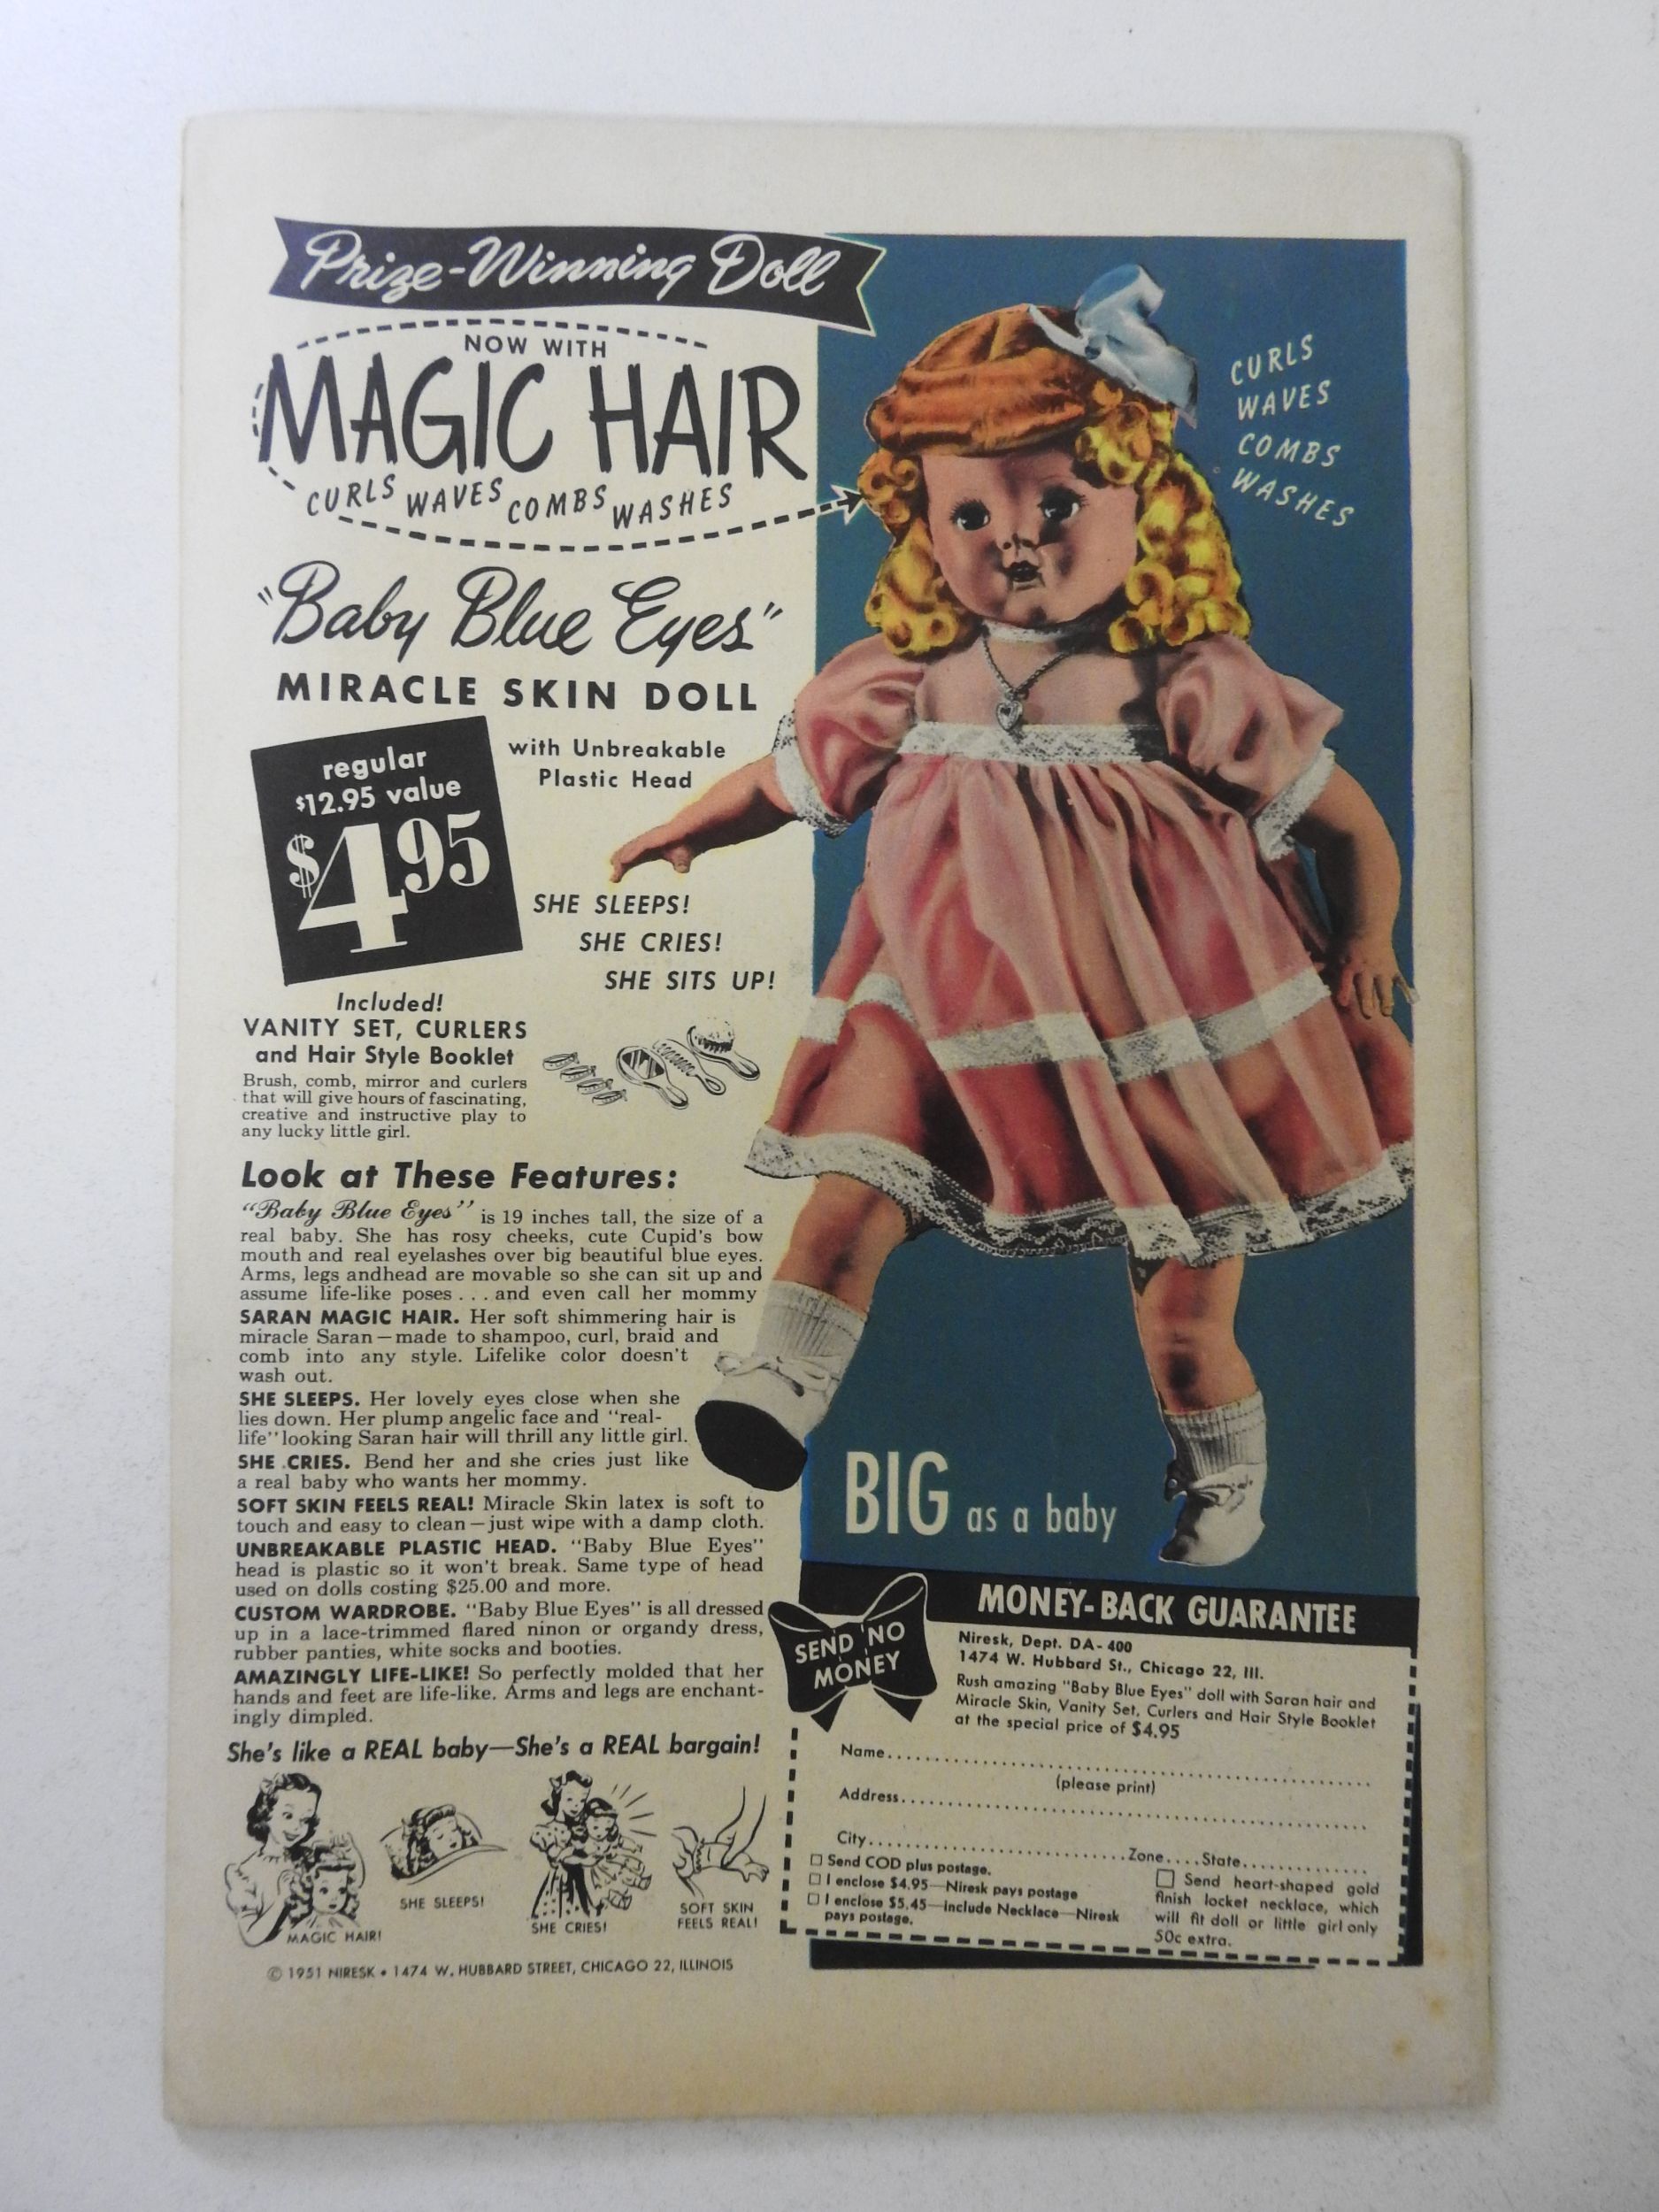 Prize-Winning Doll
NOW WITH
MAGIC HAIR
CURLS WAVES COMBS WASHES
CURLS
WAVES
COMBS
WASHES
"Baby Blue Eyes"
MIRACLE SKIN DOLL
with Unbreakable
Plastic Head
regular
$12.95 value
$4.95
SHE SLEEPS!
SHE CRIES!
SHE SITS UP!
Included!
VANITY SET, CURLERS
and Hair Style Booklet
Brush, comb, mirror and curlers
that will give hours of fascinating,
creative and instructive play to
any lucky little girl.
Look at These Features:
"Baby Blue Eyes" is 19 inches tall, the size of a
real baby. She has rosy cheeks, cute Cupid's bow
mouth and real eyelashes over big beautiful blue eyes.
Arms, legs andhead are movable so she can sit up and
assume life-like poses . . . and even call her mommy
SARAN MAGIC HAIR. Her soft shimmering hair is
miracle Saran—made to shampoo, curl, braid and
comb into any style. Lifelike color doesn't
wash out.
SHE SLEEPS. Her lovely eyes close when she
lies down. Her plump angelic face and "real-
life" looking Saran hair will thrill any little girl.
SHE CRIES. Bend her and she cries just like
a real baby who wants her mommy.
SOFT SKIN FEELS REAL! Miracle Skin latex is soft to
touch and easy to clean—just wipe with a damp cloth.
UNBREAKABLE PLASTIC HEAD. "Baby Blue Eyes"
head is plastic so it won't break. Same type of head
used on dolls costing $25.00 and more.
CUSTOM WARDROBE. "Baby Blue Eyes" is all dressed
up in a lace-trimmed flared ninon or organdy dress,
rubber panties, white socks and booties.
AMAZINGLY LIFE-LIKE! So perfectly molded that her
hands and feet are life-like. Arms and legs are enchant-
ingly dimpled.
She's like a REAL baby—She's a REAL bargain!
MAGIC HAIR!
SHE SLEEPS!
SHE CRIES!
SOFT SKIN
FEELS REAL!
© 1951 NIRESK • 1474 W. HUBBARD STREET, CHICAGO 22, ILLINOIS
BIG as a baby
MONEY-BACK GUARANTEE
SEND NO
MONEY
Niresk, Dept. DA-400
1474 W. Hubbard St., Chicago 22, Ill.
Rush amazing "Baby Blue Eyes" doll with Saran hair and
Miracle Skin, Vanity Set, Curlers and Hair Style Booklet
at the special price of $4.95
Name
(please print)
Address
City Zone State
☐ Send COD plus postage.
☐ I enclose $4.95—Niresk pays postage
☐ I enclose $5.45—Include Necklace—Niresk
pays postage.
☐ Send heart-shaped gold
finish locket necklace, which
will fit doll or little girl only
50c extra.